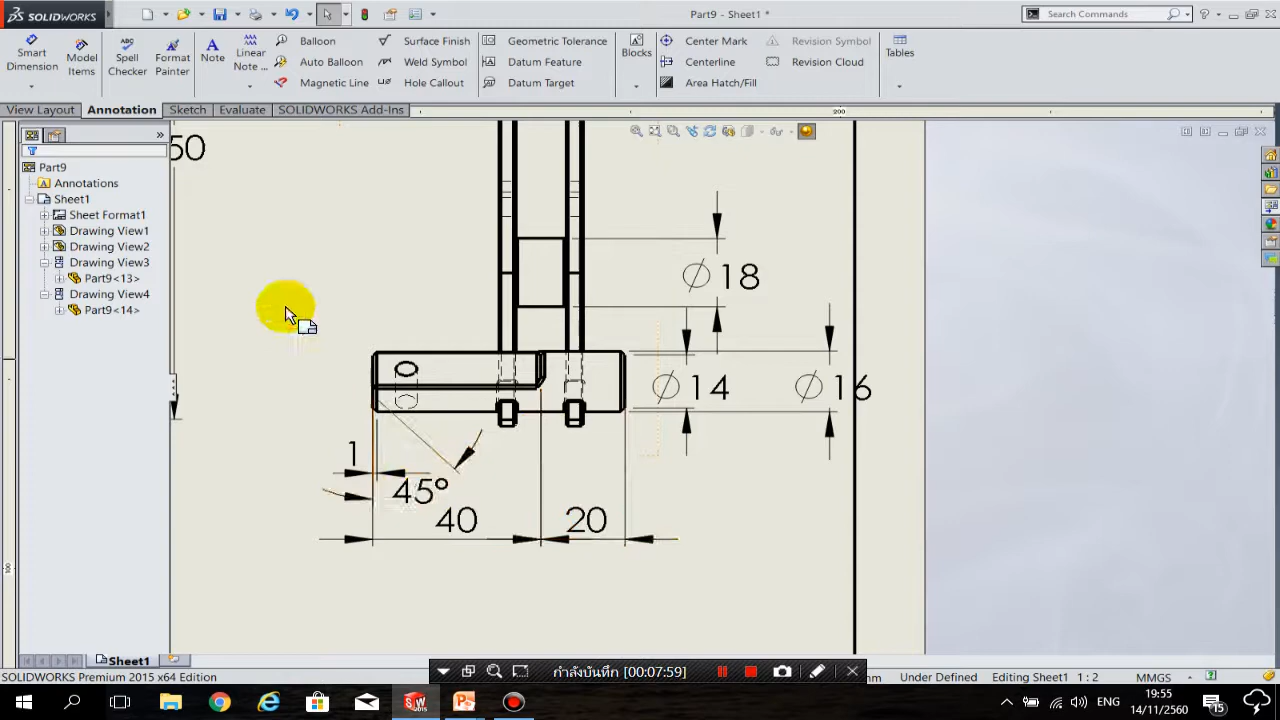 SOLIDWORKS
Part9 - Sheet1 *
Search Commands
Smart Dimension
Model Items
Spell Checker
Format Painter
Note
Linear Note ...
Balloon
Auto Balloon
Magnetic Line
Surface Finish
Weld Symbol
Hole Callout
Geometric Tolerance
Datum Feature
Datum Target
Blocks
Center Mark
Centerline
Area Hatch/Fill
Revision Symbol
Revision Cloud
Tables
View Layout
Annotation
Sketch
Evaluate
SOLIDWORKS Add-Ins
200
Part9
Annotations
Sheet1
Sheet Format1
Drawing View1
Drawing View2
Drawing View3
Part9<13>
Drawing View4
Part9<14>
50
∅ 18
∅ 14
∅ 16
1
45°
40
20
100
Sheet1
กำลังบันทึก [00:07:59]
SOLIDWORKS Premium 2015 x64 Edition
mm
Under Defined
Editing Sheet1
1 : 2
MMGS
ENG
19:55
14/11/2560
15